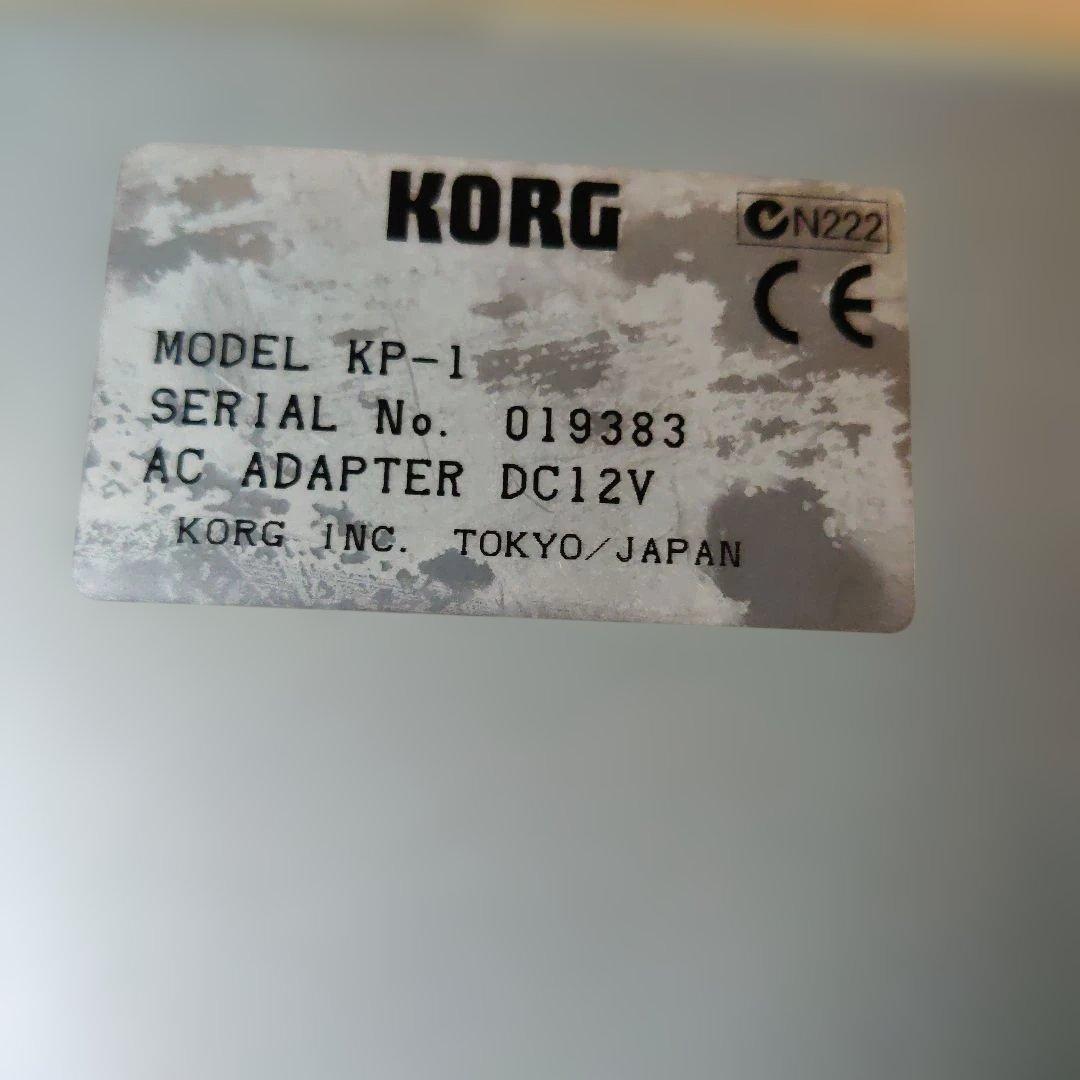 KORG
N222
CE
MODEL KP-1
SERIAL No. 019383
AC ADAPTER DC12V
KORG INC. TOKYO/JAPAN